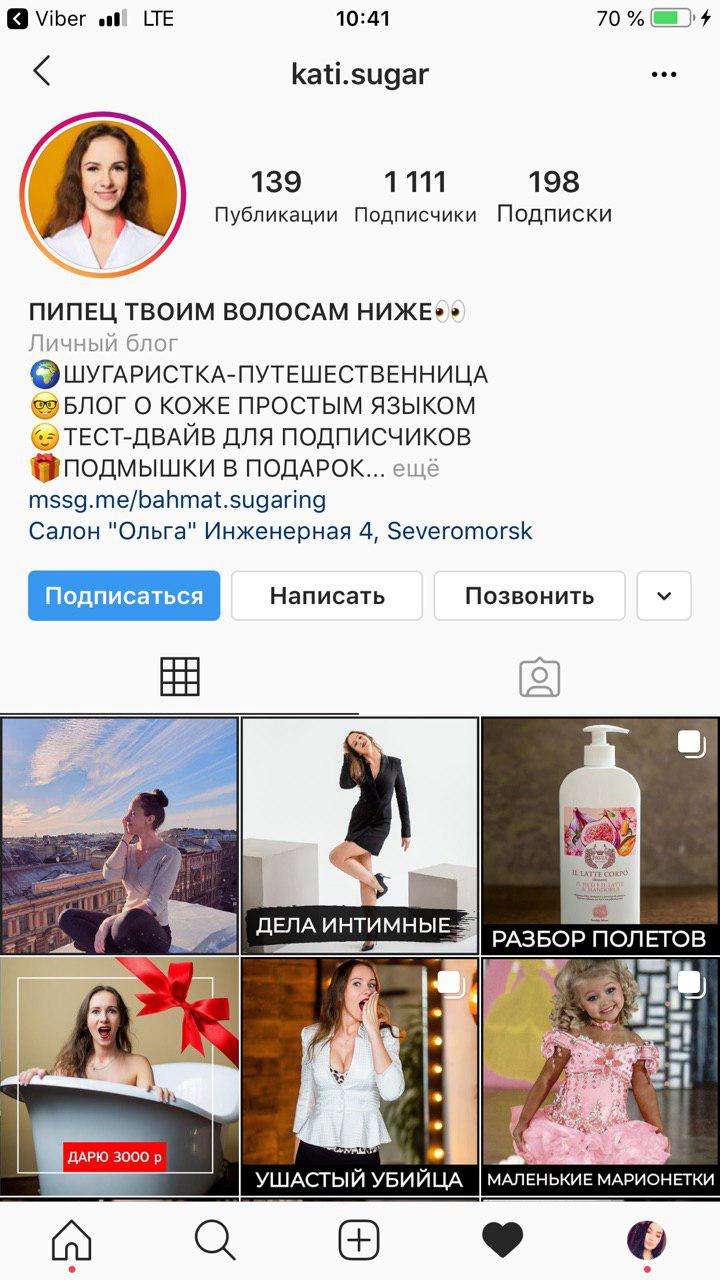 Viber LTE 10:41 70 %
kati.sugar
139 1 111 198
Публикации Подписчики Подписки
ПИПЕЦ ТВОИМ ВОЛОСАМ НИЖЕ👀
Личный блог
🌍ШУГАРИСТКА-ПУТЕШЕСТВЕННИЦА
🤓БЛОГ О КОЖЕ ПРОСТЫМ ЯЗЫКОМ
😉ТЕСТ-ДВАЙВ ДЛЯ ПОДПИСЧИКОВ
🎁ПОДМЫШКИ В ПОДАРОК... ещё
mssg.me/bahmat.sugaring
Салон "Ольга" Инженерная 4, Severomorsk
Подписаться Написать Позвонить
IL LATTE CORPO
ДЕЛА ИНТИМНЫЕ
РАЗБОР ПОЛЕТОВ
ДАРЮ 3000 р
УШАСТЫЙ УБИЙЦА
МАЛЕНЬКИЕ МАРИОНЕТКИ